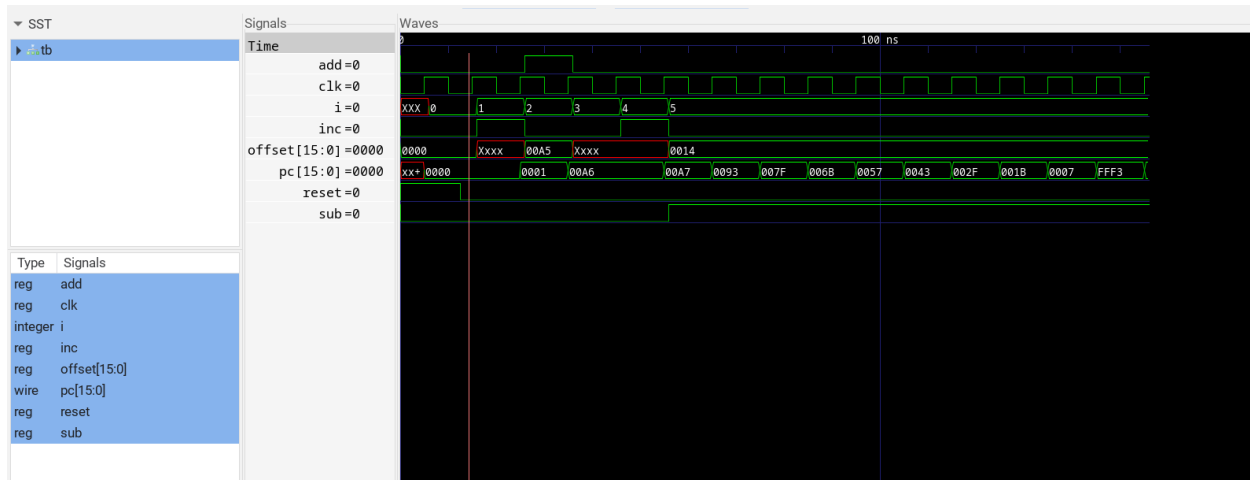 SST
Signals
Waves
tb
Time
0
100 ns
add=0
clk=0
i=0
XXX 0 1 2 3 4 5
inc=0
offset[15:0]=0000
0000 Xxxx 00A5 Xxxx 0014
pc[15:0]=0000
xx+ 0000 0001 00A6 00A7 0093 007F 006B 0057 0043 002F 001B 0007 FFF3
reset=0
sub=0
Type Signals
reg add
reg clk
integer i
reg inc
reg offset[15:0]
wire pc[15:0]
reg reset
reg sub